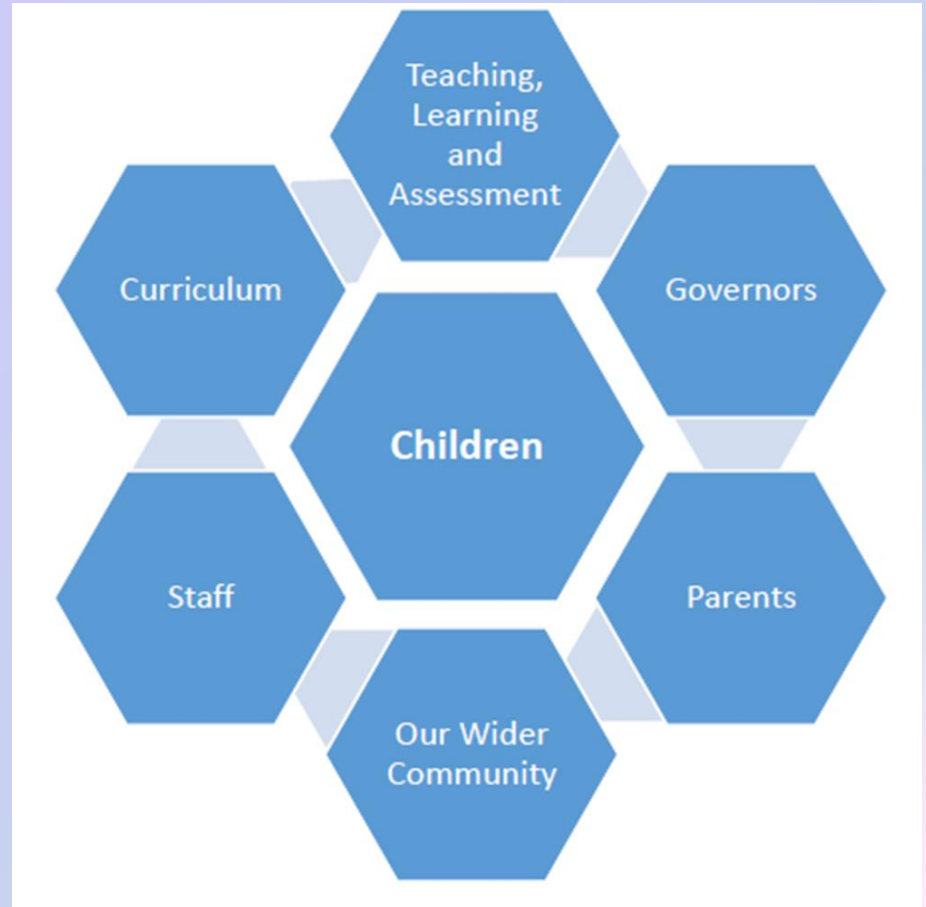 Teaching,
Learning
and
Assessment
Curriculum
Governors
Children
Staff
Parents
Our Wider
Community